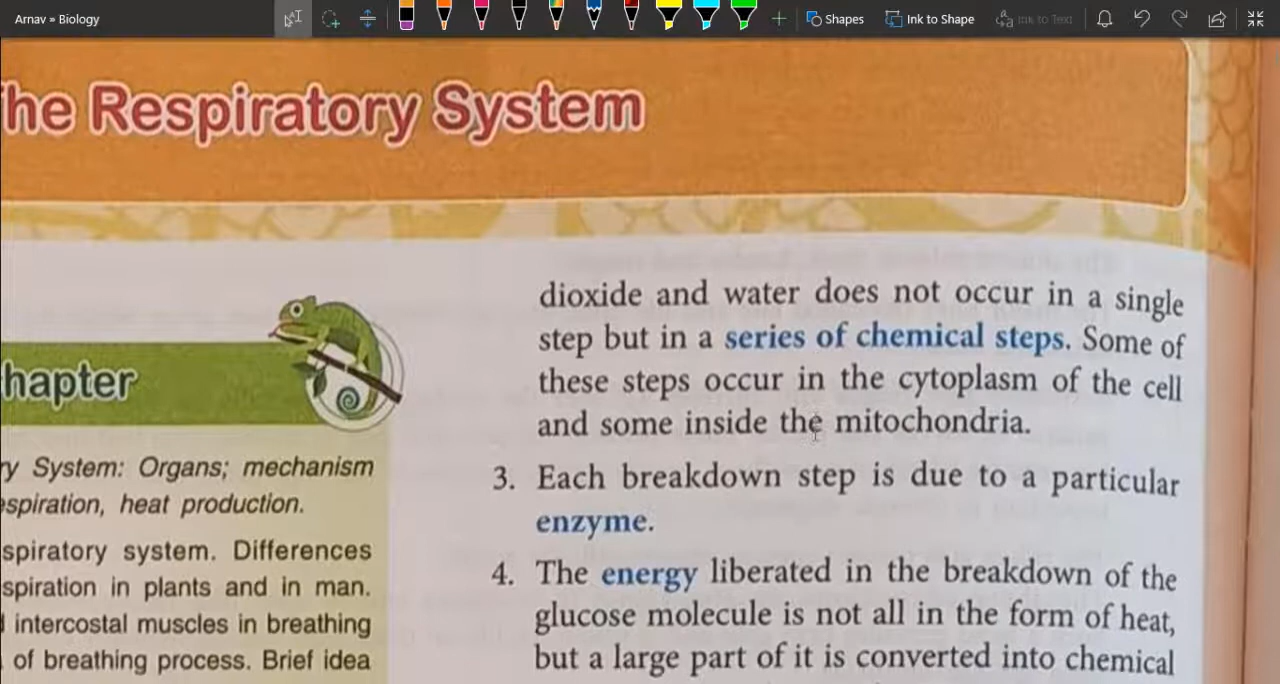 Arnav » Biology
Shapes
Ink to Shape
Ink to Text
he Respiratory System
hapter
ry System: Organs; mechanism
espiration, heat production.
spiratory system. Differences
spiration in plants and in man.
intercostal muscles in breathing
of breathing process. Brief idea
dioxide and water does not occur in a single
step but in a series of chemical steps. Some of
these steps occur in the cytoplasm of the cell
and some inside the mitochondria.
3. Each breakdown step is due to a particular
enzyme.
4. The energy liberated in the breakdown of the
glucose molecule is not all in the form of heat,
but a large part of it is converted into chemical